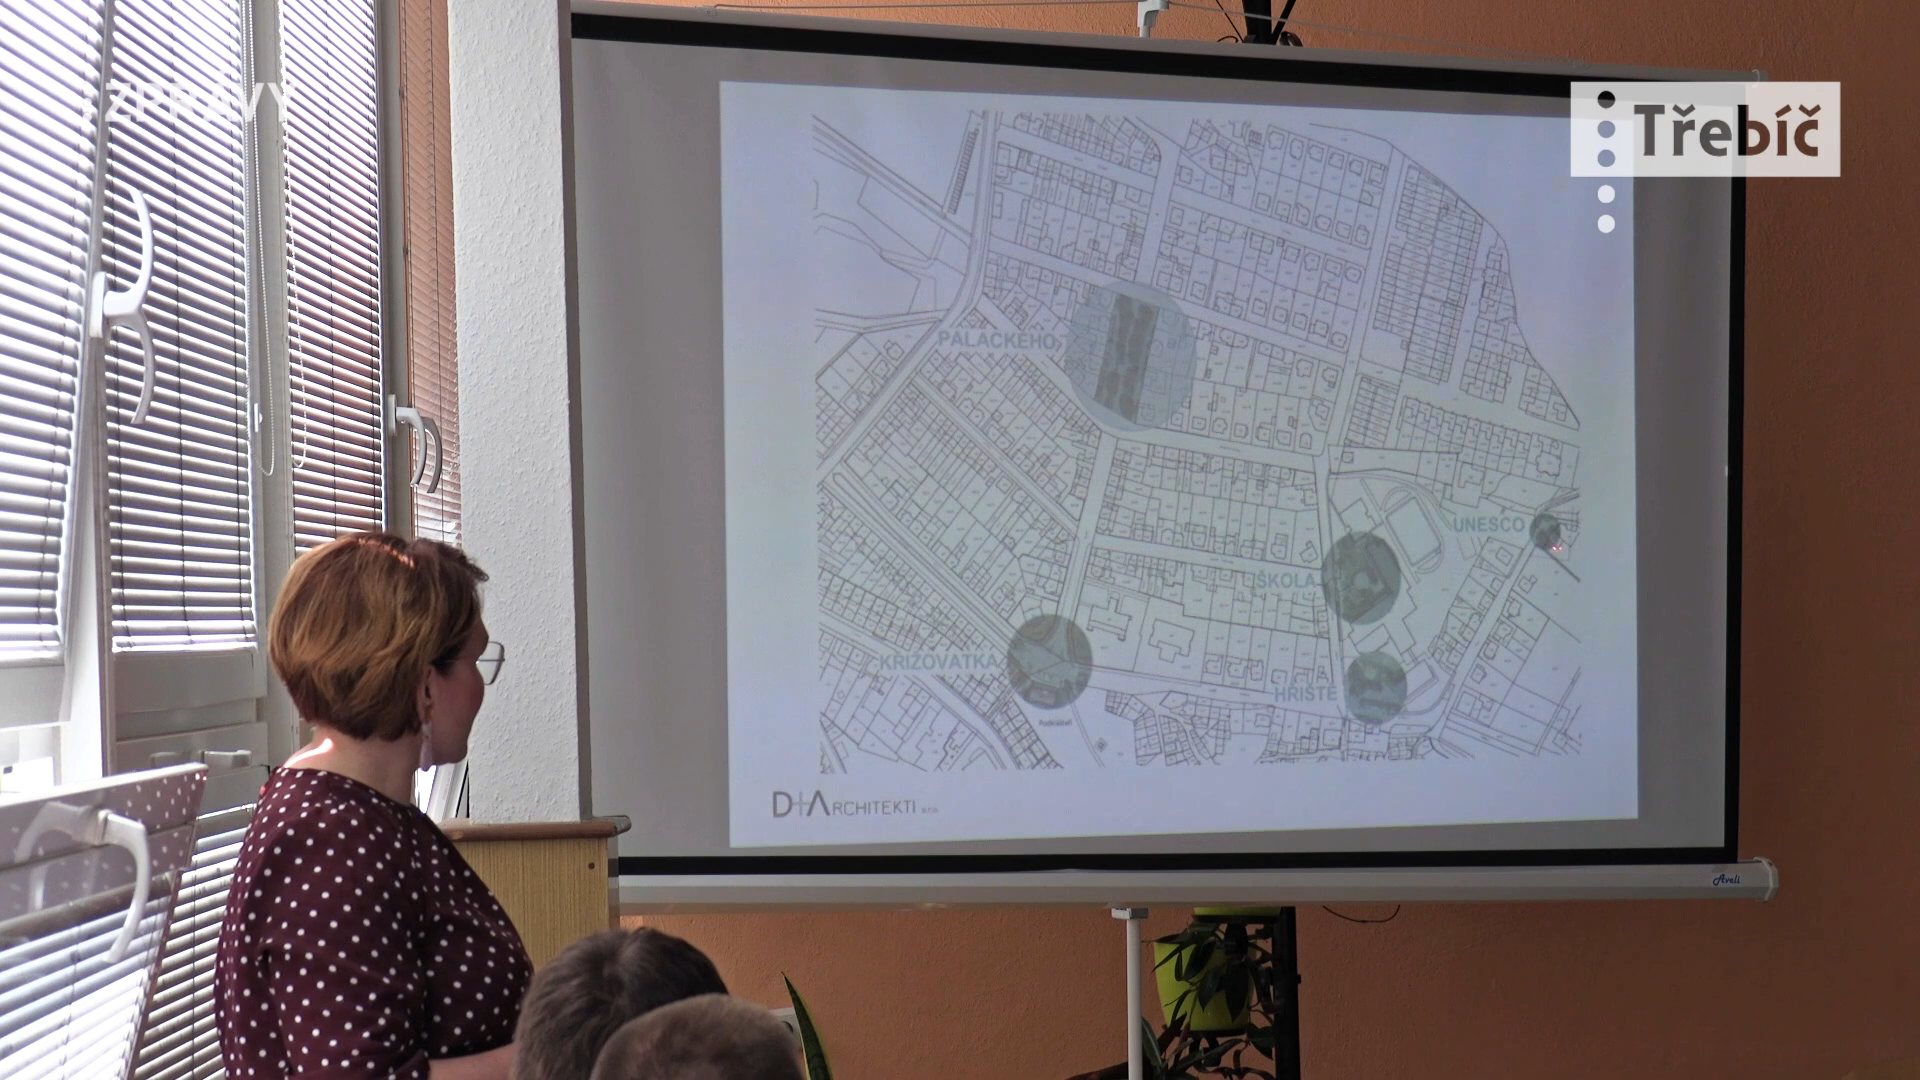 ZPRÁVY
Třebíč
PALACKÉHO
UNESCO
ŠKOLA
KŘIŽOVATKA
HŘIŠTĚ
D+ARCHITEKTI s.r.o.
Aveli